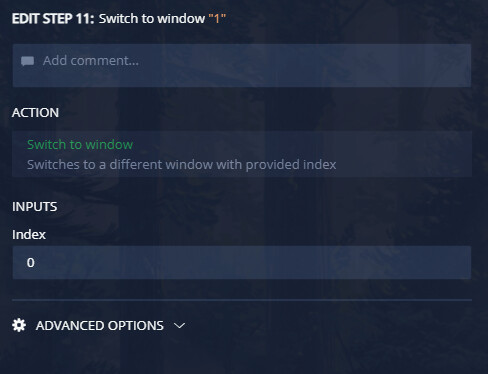 EDIT STEP 11: Switch to window "1"
Add comment...
ACTION
Switch to window
Switches to a different window with provided index
INPUTS
Index
0
ADVANCED OPTIONS